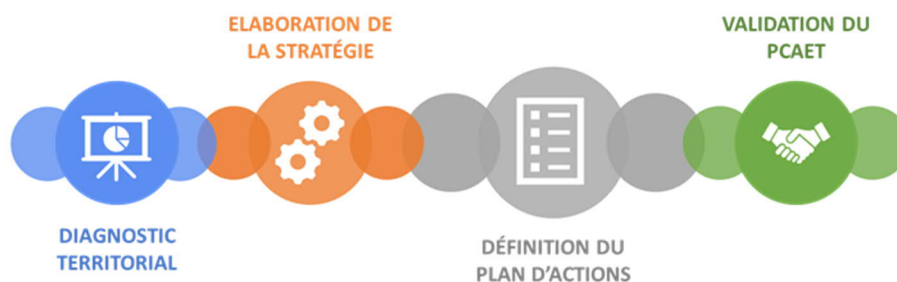 ELABORATION DE
LA STRATÉGIE
VALIDATION DU
PCAET
DIAGNOSTIC
TERRITORIAL
DÉFINITION DU
PLAN D'ACTIONS